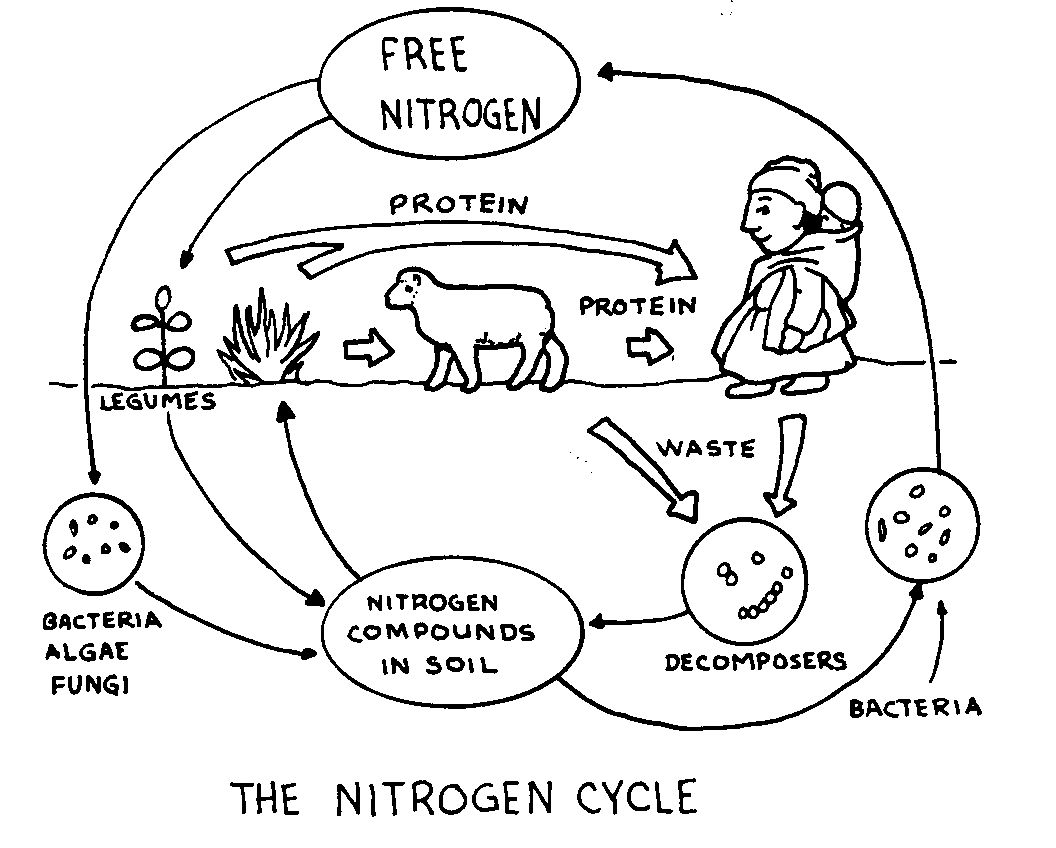 FREE
NITROGEN
PROTEIN
PROTEIN
LEGUMES
WASTE
BACTERIA
ALGAE
FUNGI
NITROGEN
COMPOUNDS
IN SOIL
DECOMPOSERS
BACTERIA
THE NITROGEN CYCLE